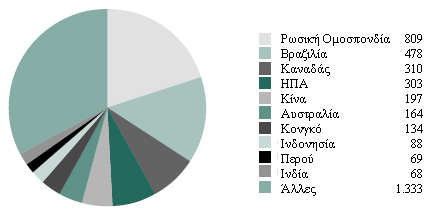 Ρωσική Ομοσπονδία 809
Βραζιλία 478
Καναδάς 310
ΗΠΑ 303
Κίνα 197
Αυστραλία 164
Κονγκό 134
Ινδονησία 88
Περού 69
Ινδία 68
Άλλες 1.333